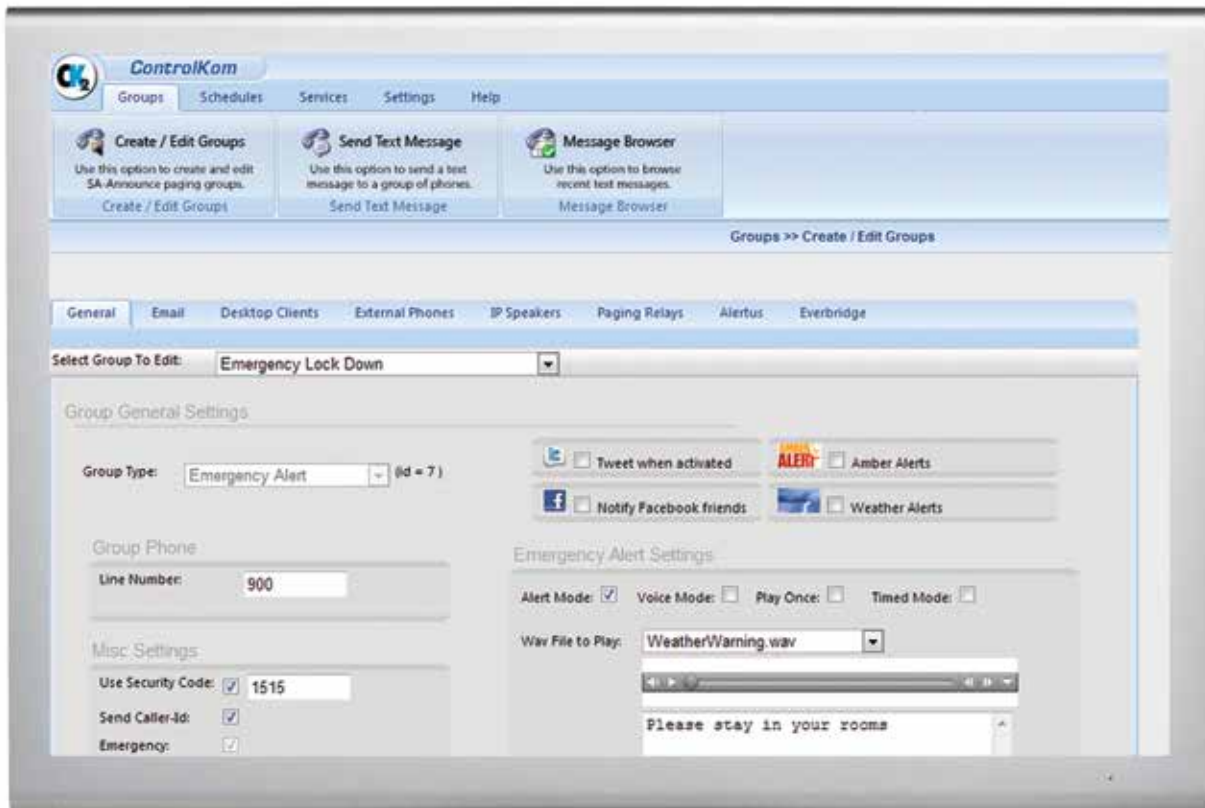 CK2
ControlKom
Groups Schedules Services Settings Help
Create / Edit Groups
Use this option to create and edit
SA-Announce paging groups.
Create / Edit Groups
Send Text Message
Use this option to send a text
message to a group of phones.
Send Text Message
Message Browser
Use this option to browse
recent text messages.
Message Browser
Groups >> Create / Edit Groups
General Email Desktop Clients External Phones IP Speakers Paging Relays Alertus Everbridge
Select Group To Edit: Emergency Lock Down
Group General Settings
Group Type: Emergency Alert (id = 7 )
Tweet when activated
AMBER ALERT Amber Alerts
Notify Facebook friends
Weather Alerts
Group Phone
Line Number: 900
Misc Settings
Use Security Code: 1515
Send Caller-Id:
Emergency:
Emergency Alert Settings
Alert Mode: Voice Mode: Play Once: Timed Mode:
Wav File to Play: WeatherWarning.wav
Please stay in your rooms